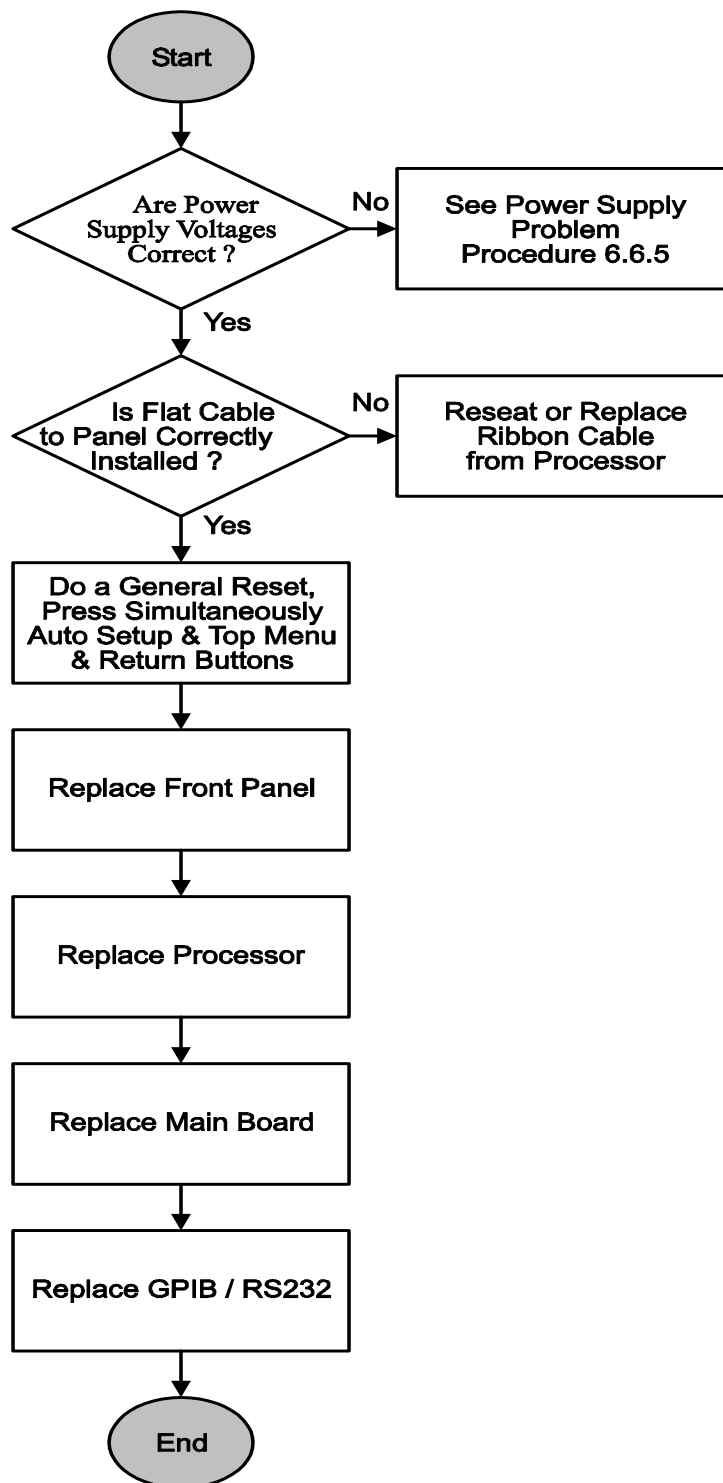 Start
Are Power
Supply Voltages
Correct ?
No
See Power Supply
Problem
Procedure 6.6.5
Yes
Is Flat Cable
to Panel Correctly
Installed ?
No
Reseat or Replace
Ribbon Cable
from Processor
Yes
Do a General Reset,
Press Simultaneously
Auto Setup & Top Menu
& Return Buttons
Replace Front Panel
Replace Processor
Replace Main Board
Replace GPIB / RS232
End